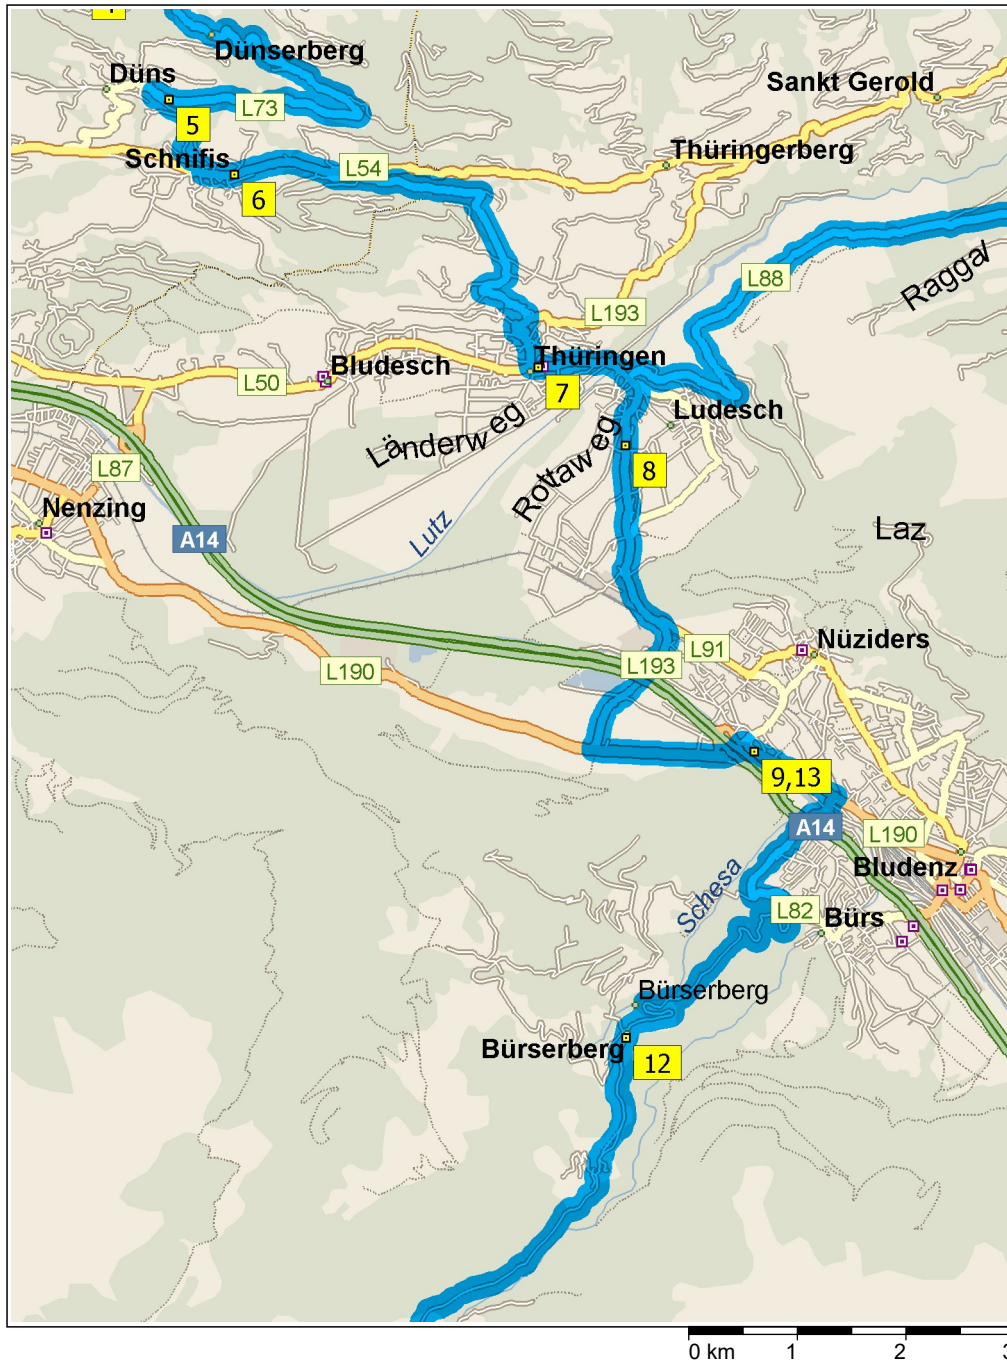 Dünserberg
Düns
Sankt Gerold
5
L73
Schnifis
L54
Thüringerberg
6
L88
Raggal
L193
Thüringen
Bludesch
L50
7
Ludesch
Länderweg
Rottaweg
L87
8
Nenzing
Lutz
A14
Laz
Nüziders
L91
L193
L190
9,13
A14
L190
Bludenz
Schesa
L82
Bürs
Bürserberg
Bürserberg
12
0 km 1 2 3